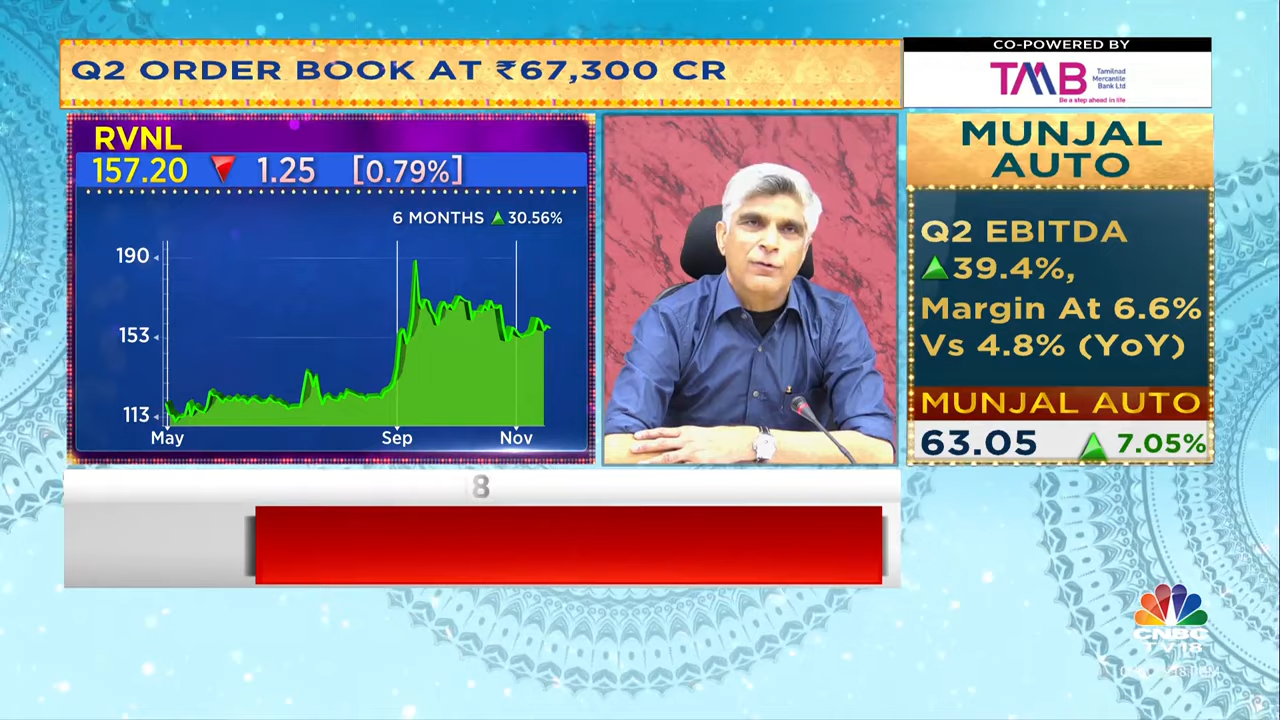 Q2 ORDER BOOK AT ₹67,300 CR
CO-POWERED BY
TMB
Tamilnad
Mercantile
Bank Ltd
Be a step ahead in life
RVNL
157.20 1.25 [0.79%]
6 MONTHS 30.56%
190
153
113
May Sep Nov
MUNJAL
AUTO
Q2 EBITDA
39.4%,
Margin At 6.6%
Vs 4.8% (YoY)
MUNJAL AUTO
63.05 7.05%
8
CNBC
TV18